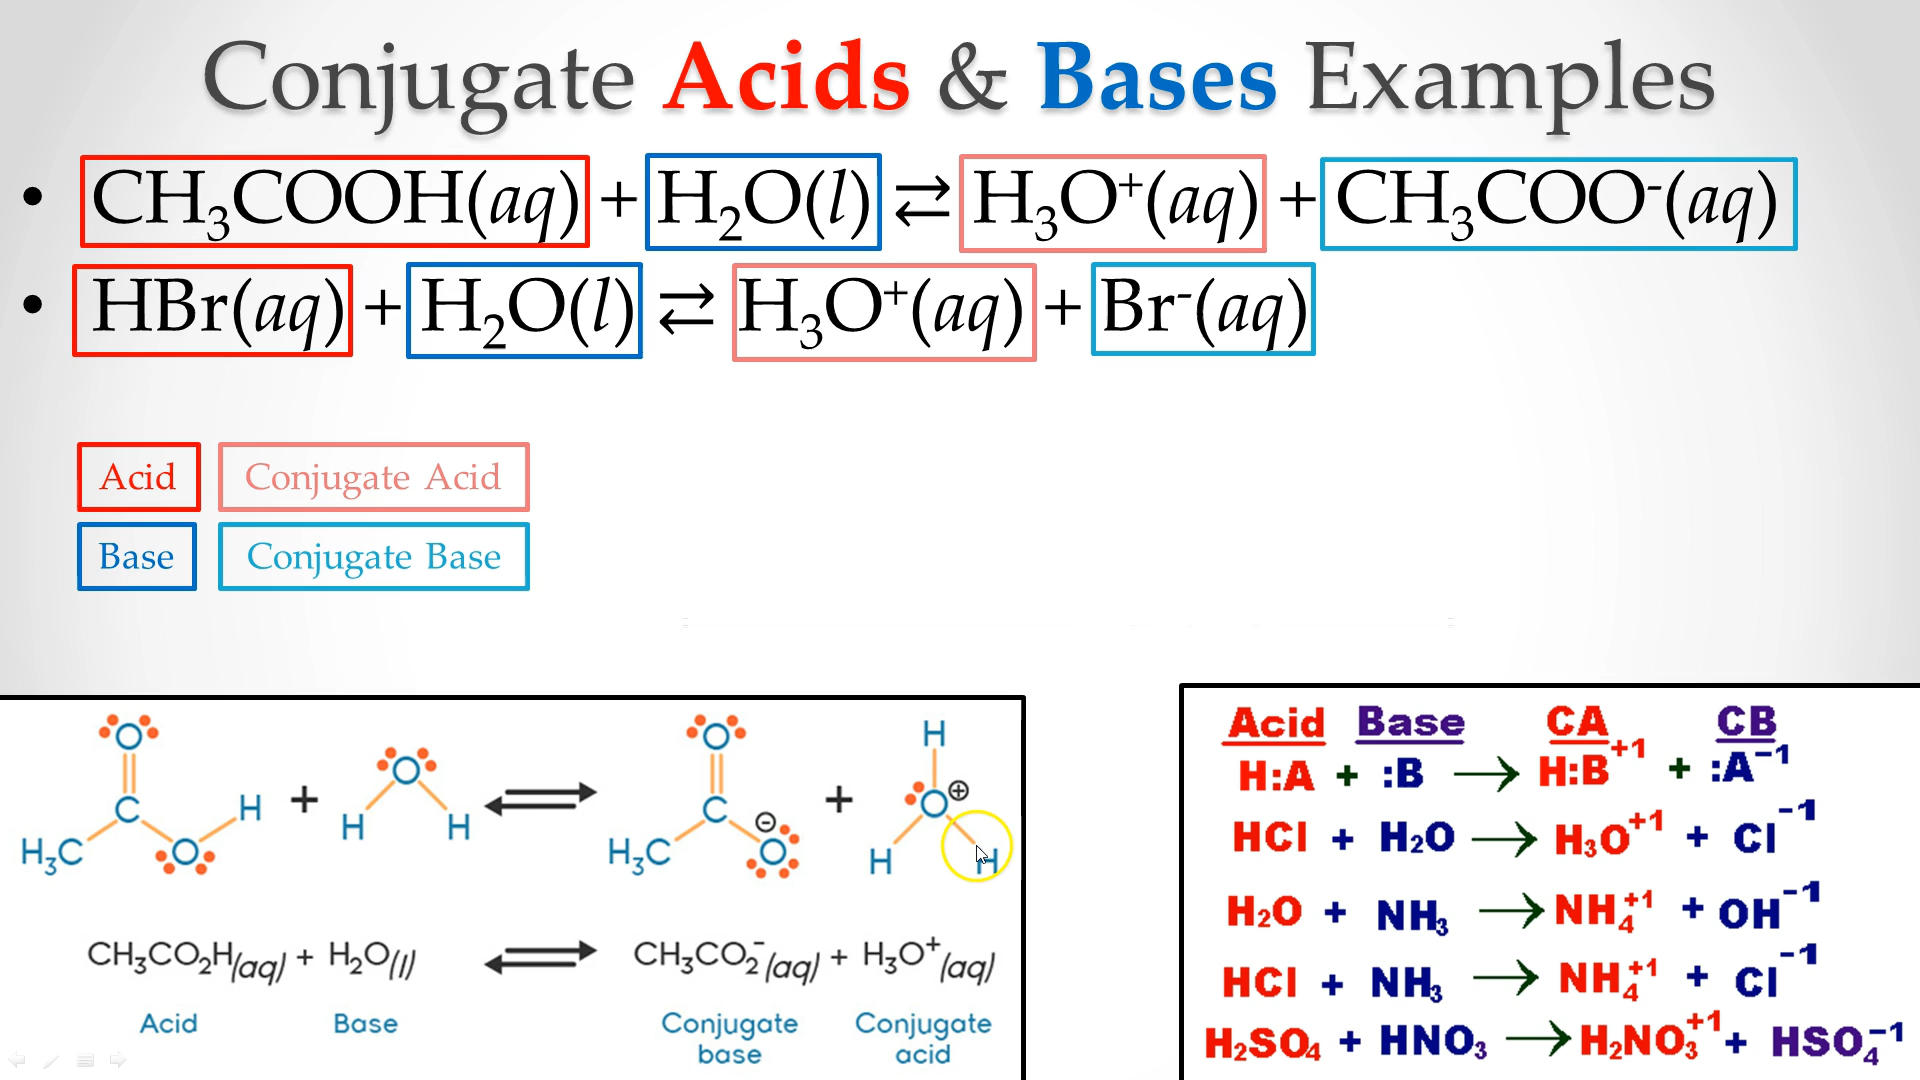 Conjugate Acids & Bases Examples
• CH₃COOH(aq) + H₂O(l) ⇄ H₃O⁺(aq) + CH₃COO⁻(aq)
• HBr(aq) + H₂O(l) ⇄ H₃O⁺(aq) + Br⁻(aq)
Acid Conjugate Acid
Base Conjugate Base
O H O H O H
H₃C C O + H H ⇌ H₃C C O ⊖ + H O ⊕ H
CH₃CO₂H(aq) + H₂O(l) ⇌ CH₃CO₂⁻(aq) + H₃O⁺(aq)
Acid Base Conjugate base Conjugate acid
Acid Base CA CB
H:A + :B → H:B⁺¹ + :A⁻¹
HCl + H₂O → H₃O⁺¹ + Cl⁻¹
H₂O + NH₃ → NH₄⁺¹ + OH⁻¹
HCl + NH₃ → NH₄⁺¹ + Cl⁻¹
H₂SO₄ + HNO₃ → H₂NO₃⁺¹ + HSO₄⁻¹